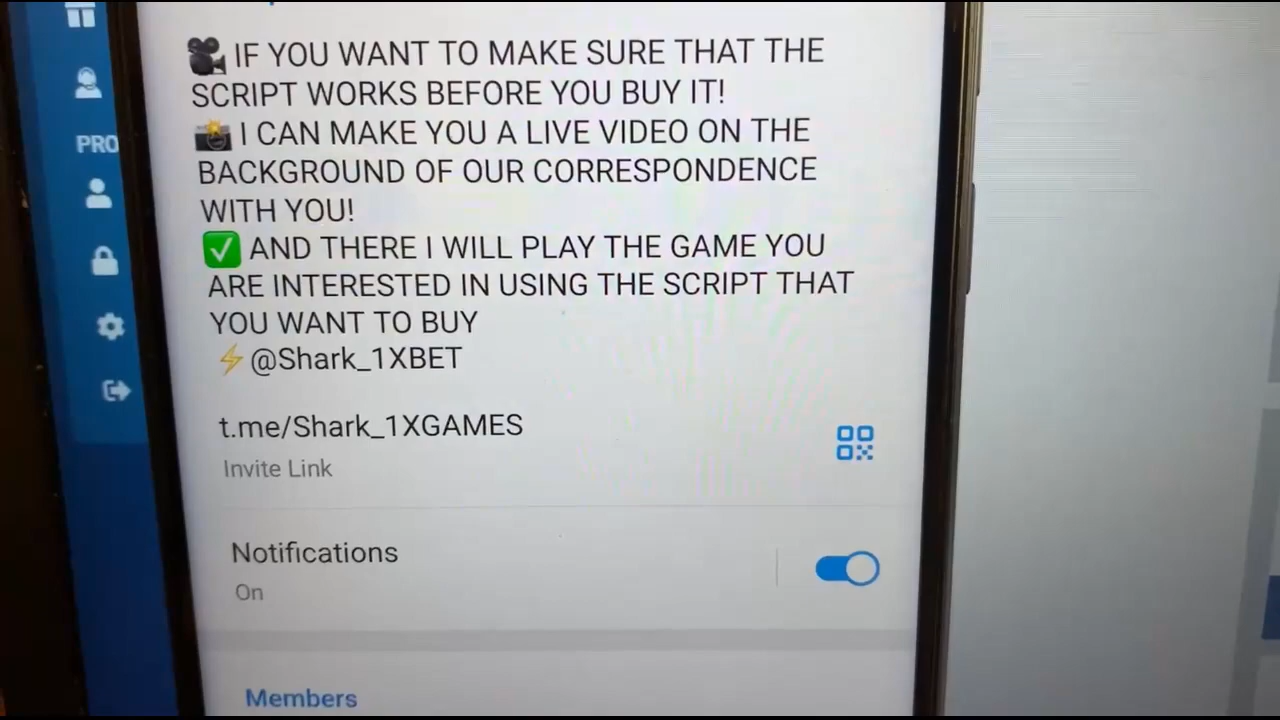 IF YOU WANT TO MAKE SURE THAT THE
SCRIPT WORKS BEFORE YOU BUY IT!
I CAN MAKE YOU A LIVE VIDEO ON THE
BACKGROUND OF OUR CORRESPONDENCE
WITH YOU!
AND THERE I WILL PLAY THE GAME YOU
ARE INTERESTED IN USING THE SCRIPT THAT
YOU WANT TO BUY
@Shark_1XBET
t.me/Shark_1XGAMES
Invite Link
Notifications
On
Members
PRO